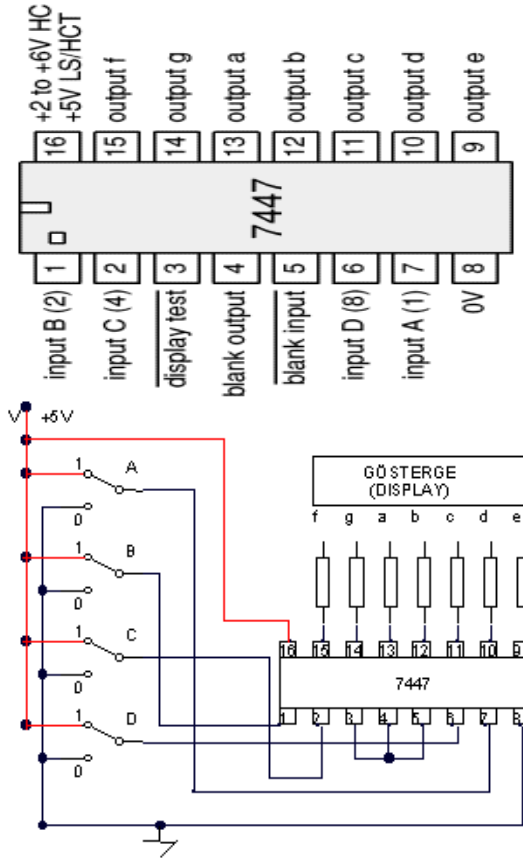 +2 to +6V HC
+5V LS/HCT
output f
output g
output a
output b
output c
output d
output e
16 15 14 13 12 11 10 9
7447
1 2 3 4 5 6 7 8
input B (2)
input C (4)
display test
blank output
blank input
input D (8)
input A (1)
0V
V +5V
1 A
0
1 B
0
1 C
0
1 D
0
GÖSTERGE
(DISPLAY)
f g a b c d e
16 15 14 13 12 11 10 9
7447
1 2 3 4 5 6 7 8